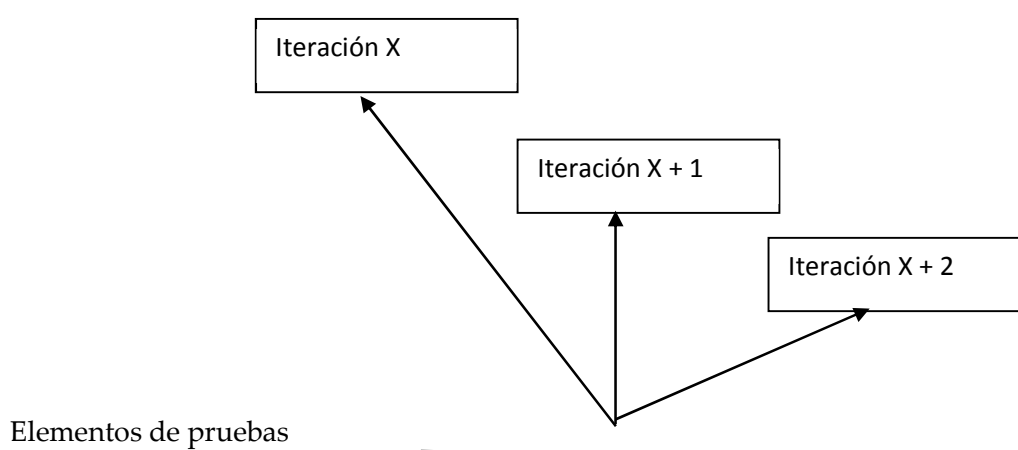 Iteración X
Iteración X + 1
Iteración X + 2
Elementos de pruebas